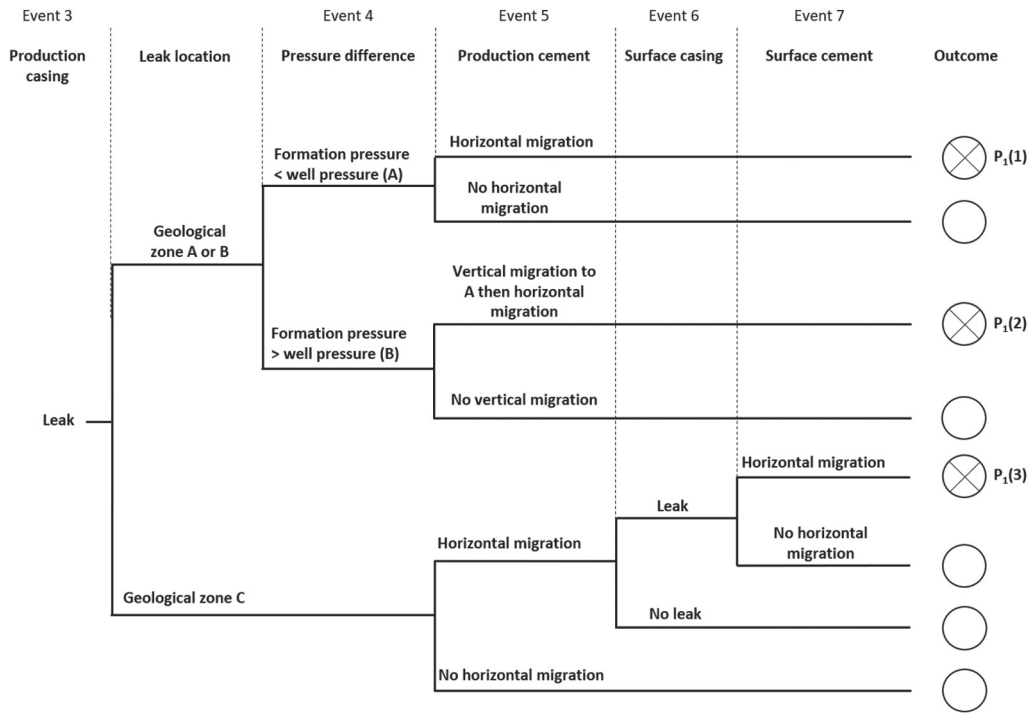 Event 3
Event 4
Event 5
Event 6
Event 7
Production
casing
Leak location
Pressure difference
Production cement
Surface casing
Surface cement
Outcome
Horizontal migration
Formation pressure
< well pressure (A)
P₁(1)
No horizontal
migration
Geological
zone A or B
Vertical migration to
A then horizontal
migration
Formation pressure
> well pressure (B)
P₁(2)
No vertical migration
Leak
Horizontal migration
P₁(3)
Leak
No horizontal
migration
Horizontal migration
Geological zone C
No leak
No horizontal migration